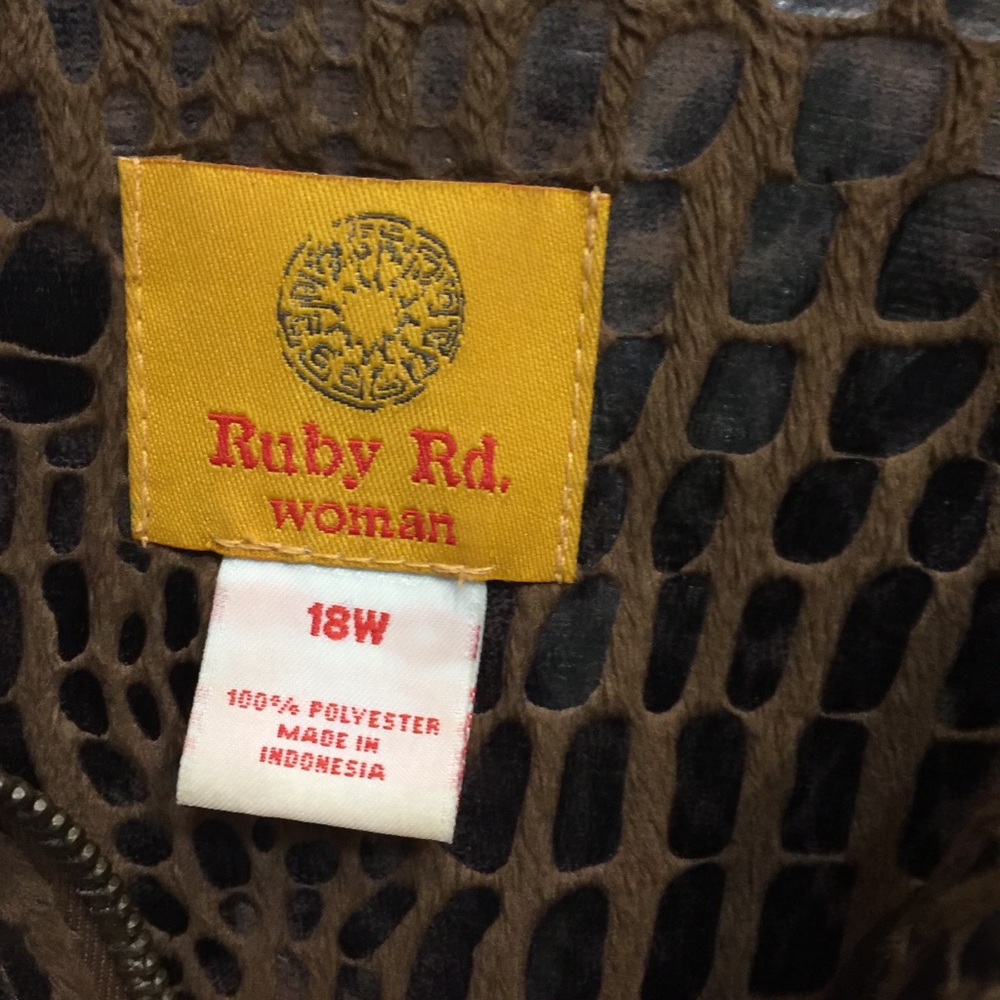 Ruby Rd.
woman
18W
100% POLYESTER
MADE IN
INDONESIA